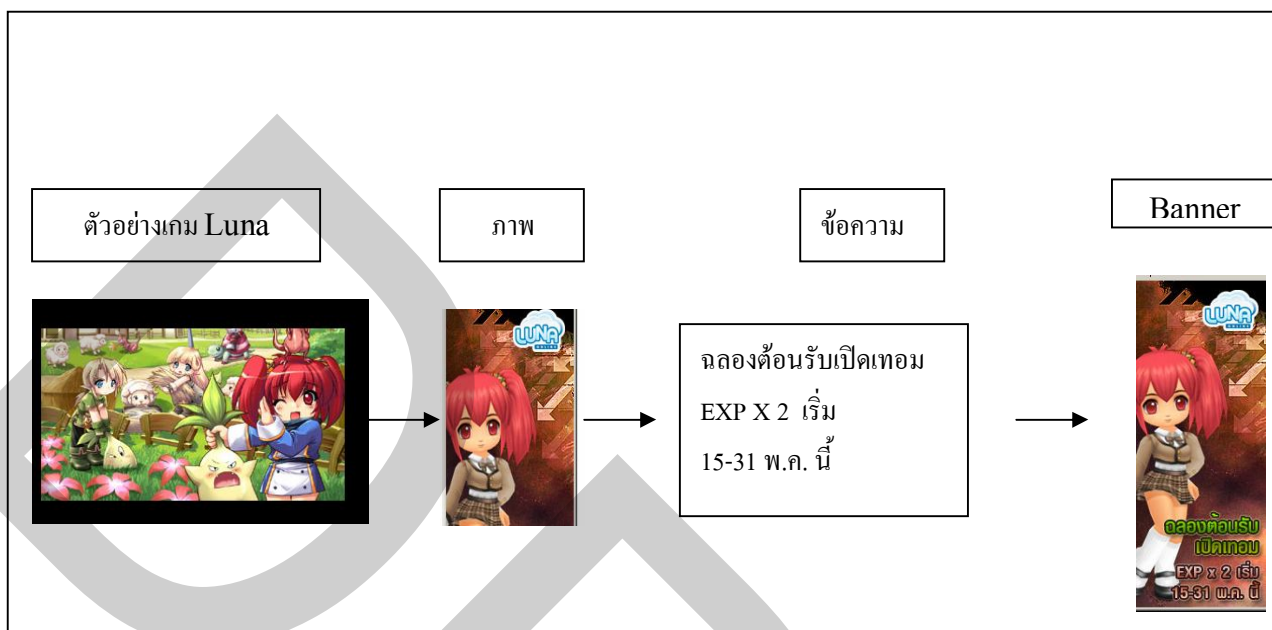 ตัวอย่างเกม Luna
ภาพ
ข้อความ
Banner
LUNA
ONLINE
ฉลองต้อนรับเปิดเทอม
EXP X 2 เริ่ม
15-31 พ.ค. นี้
LUNA
ONLINE
ฉลองต้อนรับ
เปิดเทอม
EXP x 2 เริ่ม
15-31 พ.ค. นี้